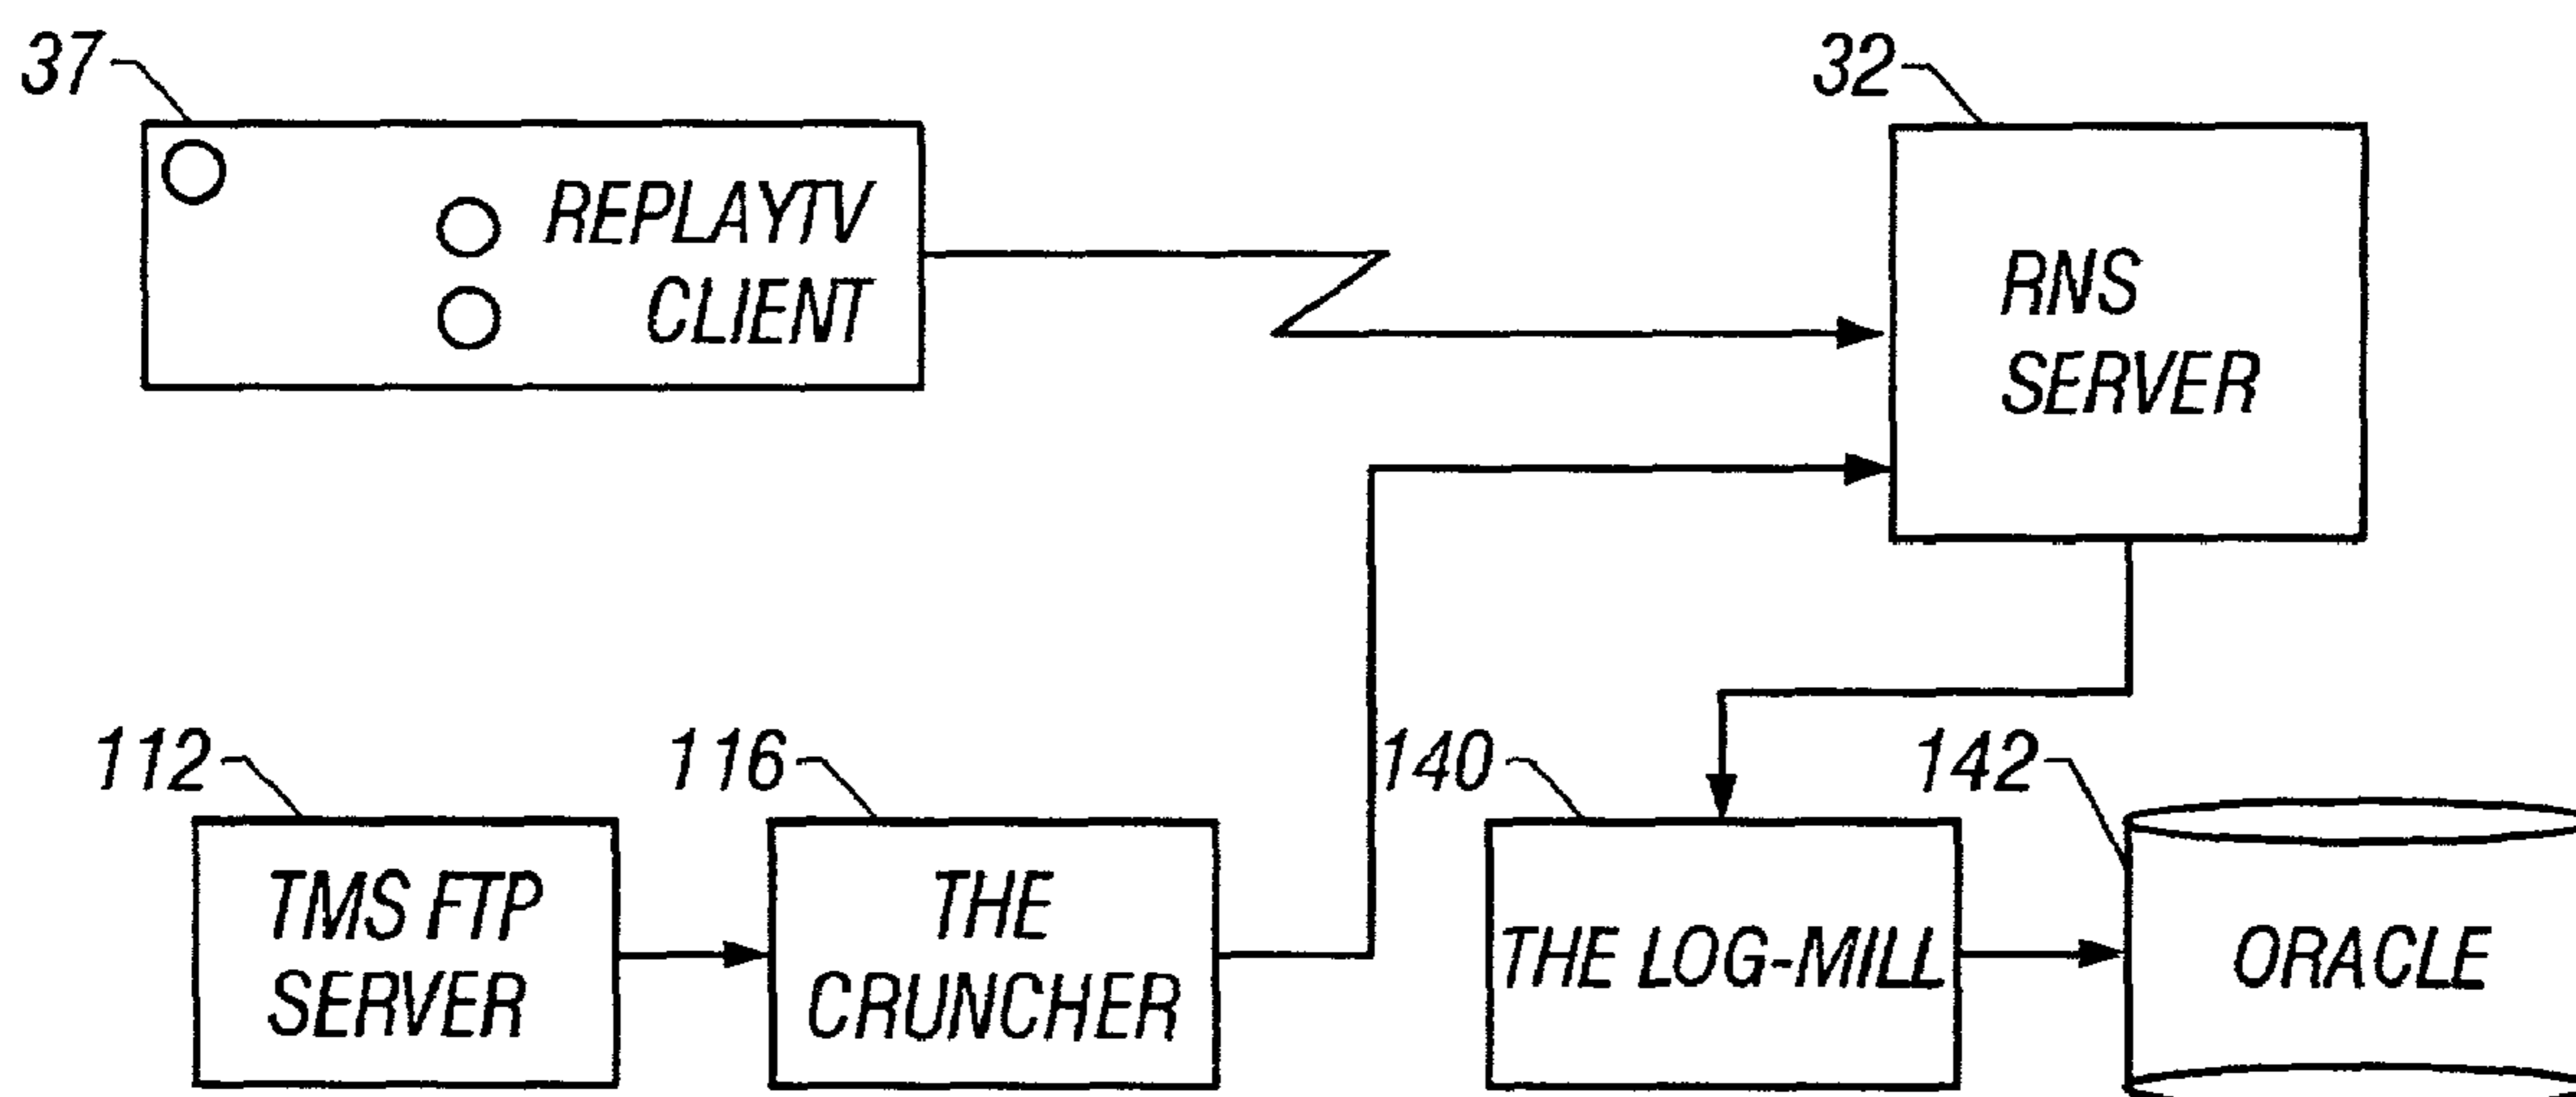 37
32
REPLAYTV
CLIENT
RNS
SERVER
112
116
140
142
TMS FTP
SERVER
THE
CRUNCHER
THE LOG-MILL
ORACLE